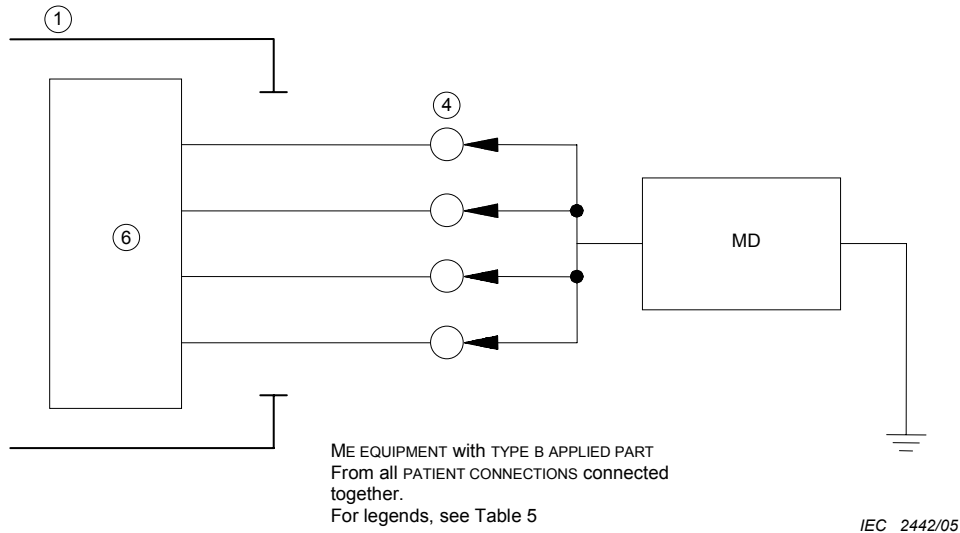 1
4
6
MD
ME EQUIPMENT with TYPE B APPLIED PART
From all PATIENT CONNECTIONS connected
together.
For legends, see Table 5
IEC 2442/05